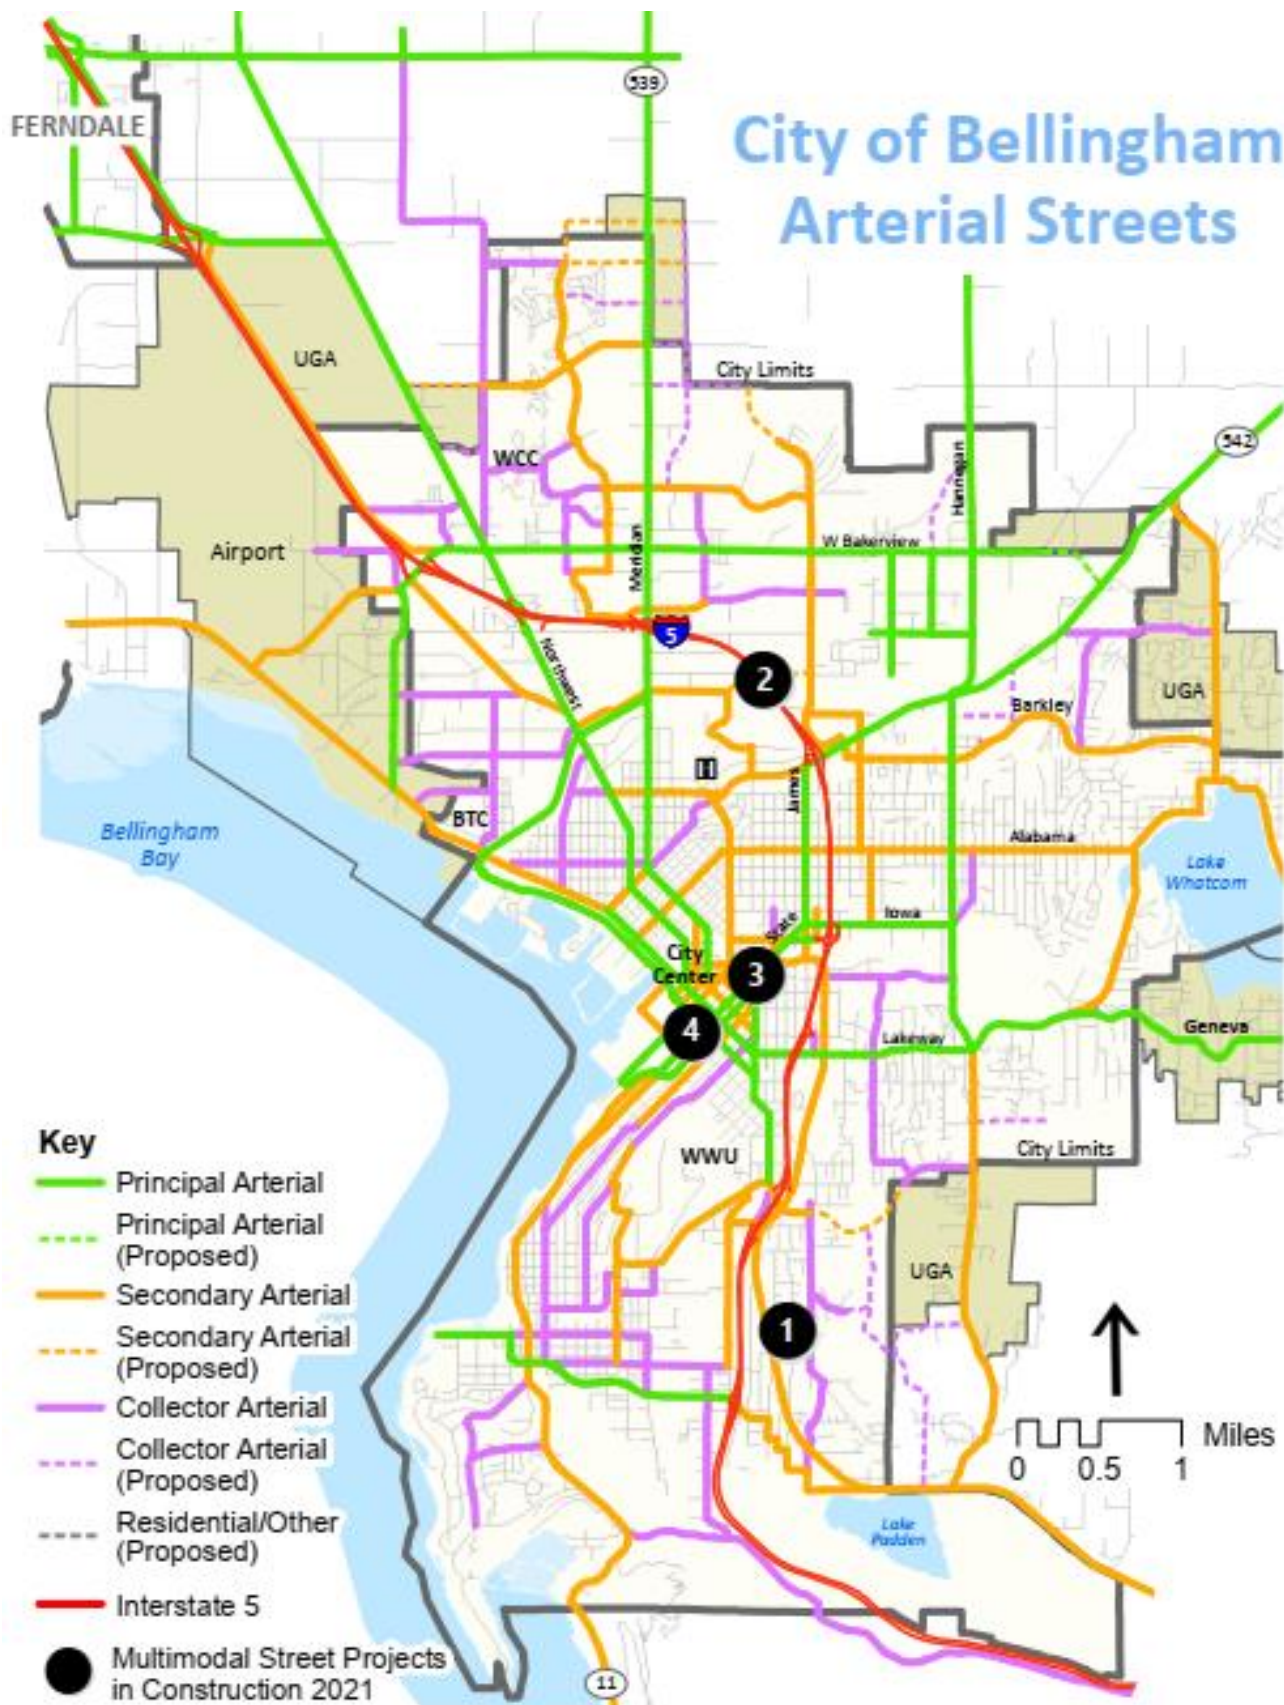 City of Bellingham
Arterial Streets
539
FERNDALE
UGA
City Limits
542
WCC
Hannegan
Airport
Meridian
W Bakerview
5
Northwest
2
UGA
Barkley
H
James
BTC
Bellingham
Bay
Alabama
Lake
Whatcom
Iowa
State
City
Center
3
4
Lakeway
Geneva
Key
Principal Arterial
Principal Arterial
(Proposed)
Secondary Arterial
Secondary Arterial
(Proposed)
Collector Arterial
Collector Arterial
(Proposed)
Residential/Other
(Proposed)
Interstate 5
Multimodal Street Projects
in Construction 2021
WWU
City Limits
UGA
1
Miles
0 0.5 1
Lake
Padden
11